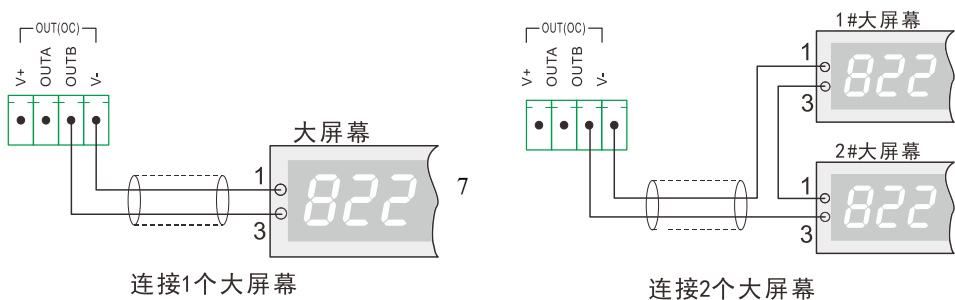 OUT(OC)
V+ OUTA OUTB V-
大屏幕
1
822
3
连接1个大屏幕
7
OUT(OC)
V+ OUTA OUTB V-
1#大屏幕
1
822
3
2#大屏幕
1
822
3
连接2个大屏幕